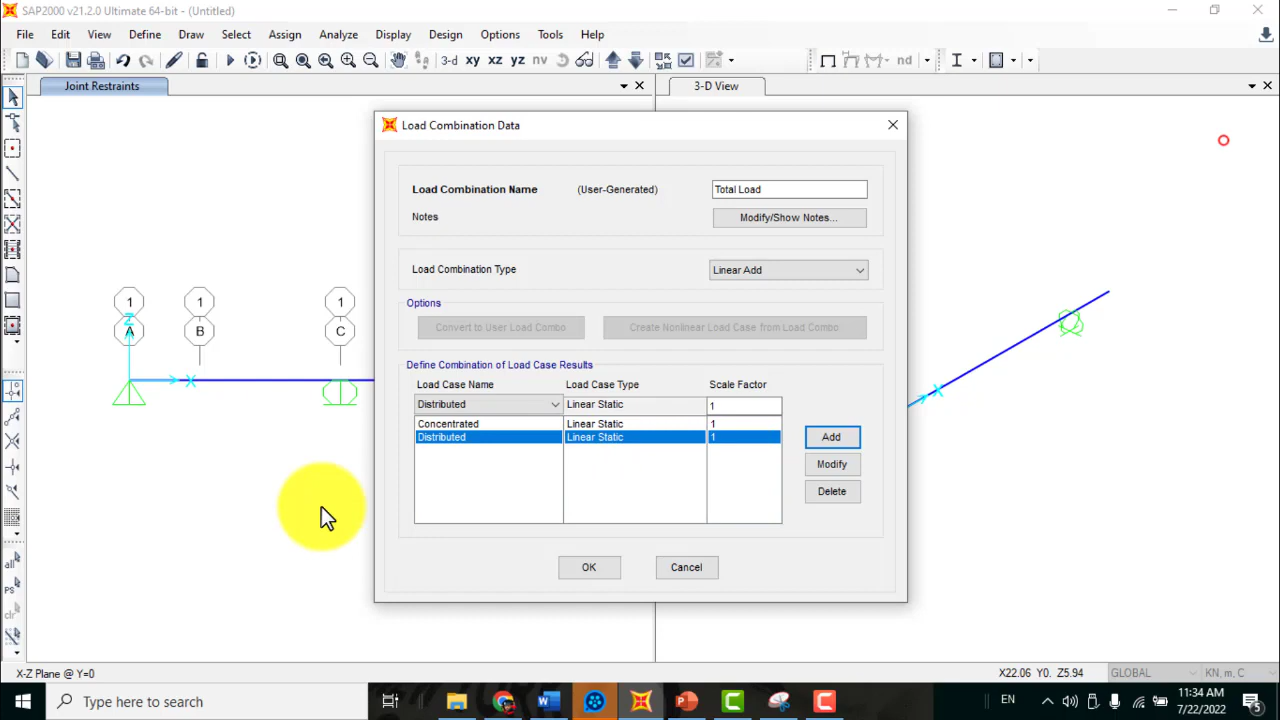 SAP2000 v21.2.0 Ultimate 64-bit - (Untitled)
File Edit View Define Draw Select Assign Analyze Display Design Options Tools Help
3-d xy xz yz nv nd
Joint Restraints
3-D View
Load Combination Data
Load Combination Name (User-Generated) Total Load
Notes Modify/Show Notes...
Load Combination Type Linear Add
Options
Convert to User Load Combo Create Nonlinear Load Case from Load Combo
Define Combination of Load Case Results
Load Case Name Load Case Type Scale Factor
Distributed Linear Static 1
Concentrated Linear Static 1
Distributed Linear Static 1
Add
Modify
Delete
OK Cancel
1 1 1
A B C
Z
X
all
PS
clr
X-Z Plane @ Y=0
X22.06 Y0. Z5.94 GLOBAL KN, m, C
Type here to search
EN
11:34 AM
7/22/2022
5